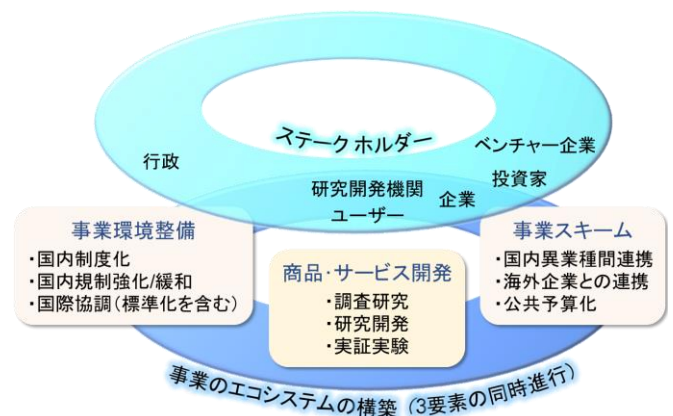 ステークホルダー
行政
ベンチャー企業
投資家
研究開発機関
企業
ユーザー
事業環境整備
・国内制度化
・国内規制強化/緩和
・国際協調(標準化を含む)
商品・サービス開発
・調査研究
・研究開発
・実証実験
事業スキーム
・国内異業種間連携
・海外企業との連携
・公共予算化
事業のエコシステムの構築 (3要素の同時進行)